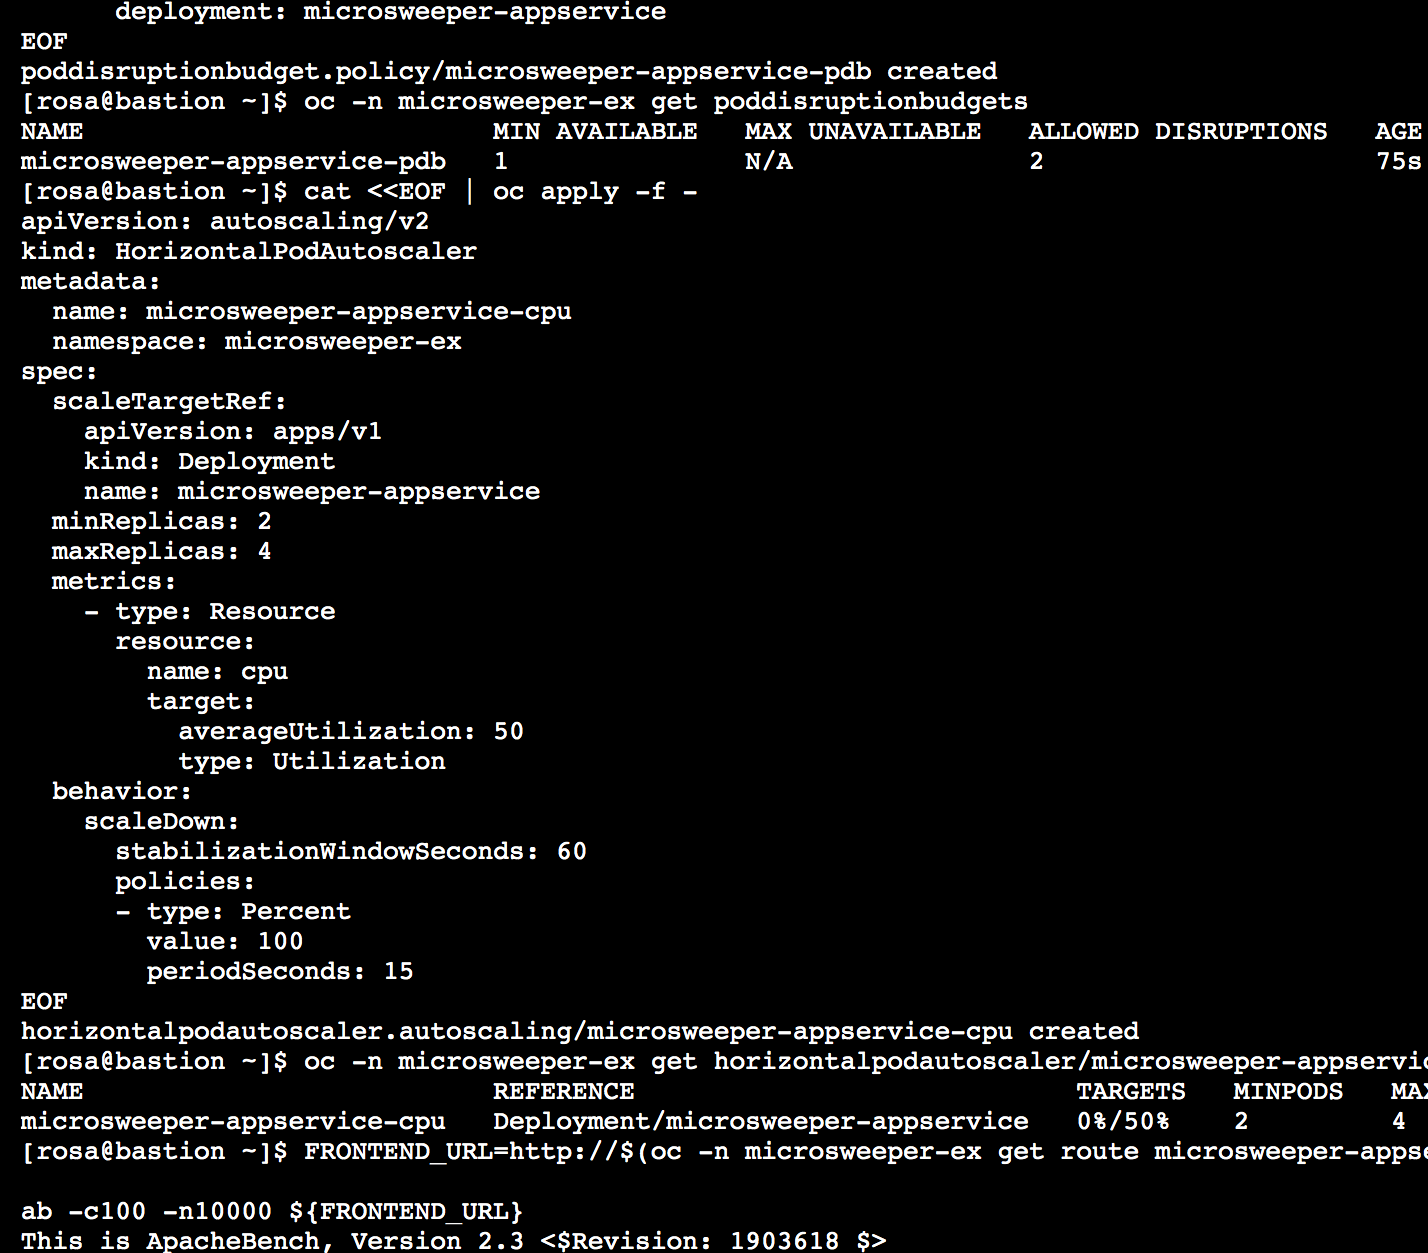 deployment: microsweeper-appservice
EOF
poddisruptionbudget.policy/microsweeper-appservice-pdb created
[rosa@bastion ~]$ oc -n microsweeper-ex get poddisruptionbudgets
NAME MIN AVAILABLE MAX UNAVAILABLE ALLOWED DISRUPTIONS AGE
microsweeper-appservice-pdb 1 N/A 2 75s
[rosa@bastion ~]$ cat <<EOF | oc apply -f -
apiVersion: autoscaling/v2
kind: HorizontalPodAutoscaler
metadata:
  name: microsweeper-appservice-cpu
  namespace: microsweeper-ex
spec:
  scaleTargetRef:
    apiVersion: apps/v1
    kind: Deployment
    name: microsweeper-appservice
  minReplicas: 2
  maxReplicas: 4
  metrics:
    - type: Resource
      resource:
        name: cpu
        target:
          averageUtilization: 50
          type: Utilization
  behavior:
    scaleDown:
      stabilizationWindowSeconds: 60
      policies:
      - type: Percent
        value: 100
        periodSeconds: 15
EOF
horizontalpodautoscaler.autoscaling/microsweeper-appservice-cpu created
[rosa@bastion ~]$ oc -n microsweeper-ex get horizontalpodautoscaler/microsweeper-appservic
NAME REFERENCE TARGETS MINPODS MAX
microsweeper-appservice-cpu Deployment/microsweeper-appservice 0%/50% 2 4
[rosa@bastion ~]$ FRONTEND_URL=http://$(oc -n microsweeper-ex get route microsweeper-appse
ab -c100 -n10000 ${FRONTEND_URL}
This is ApacheBench, Version 2.3 <$Revision: 1903618 $>